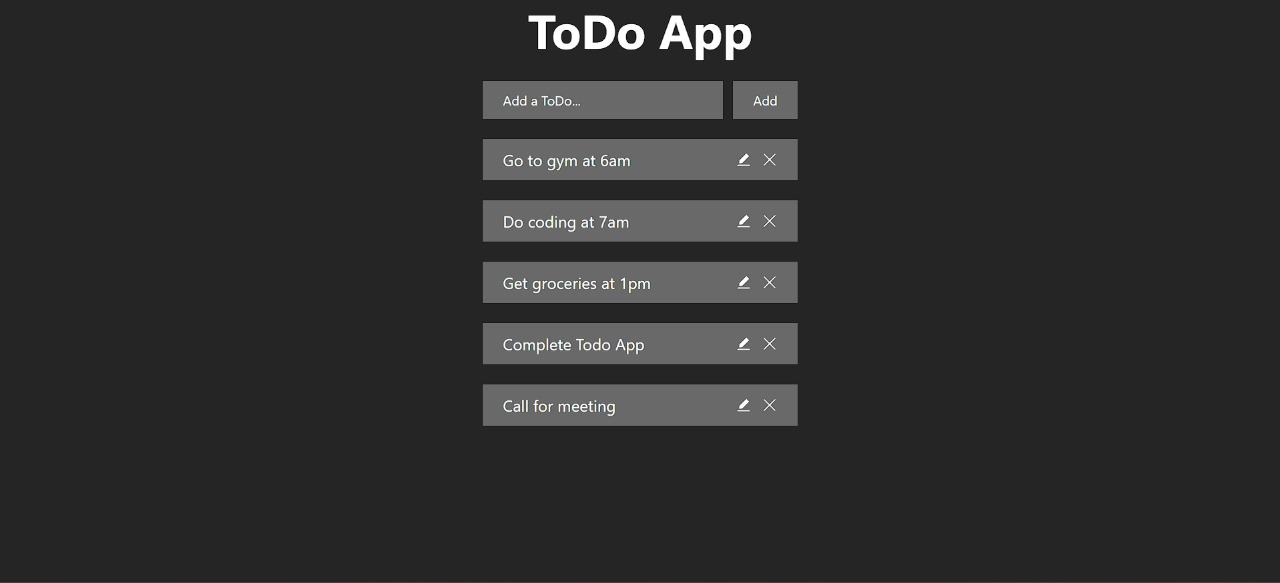 ToDo App
Add a ToDo...
Add
Go to gym at 6am
Do coding at 7am
Get groceries at 1pm
Complete Todo App
Call for meeting